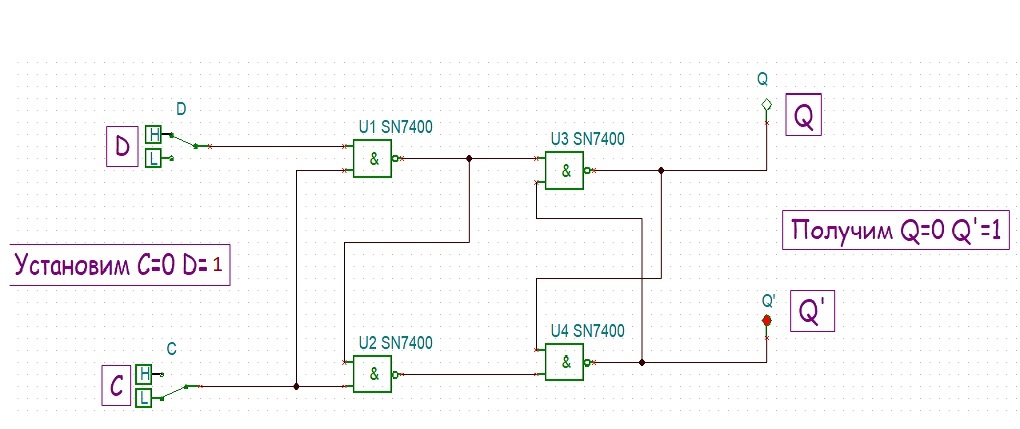 Q
D
Q
U1 SN7400
H
U3 SN7400
D
&
L
&
Получим Q=0 Q'=1
Установим C=0 D= 1
Q'
Q'
U4 SN7400
C
U2 SN7400
&
H
&
C
L